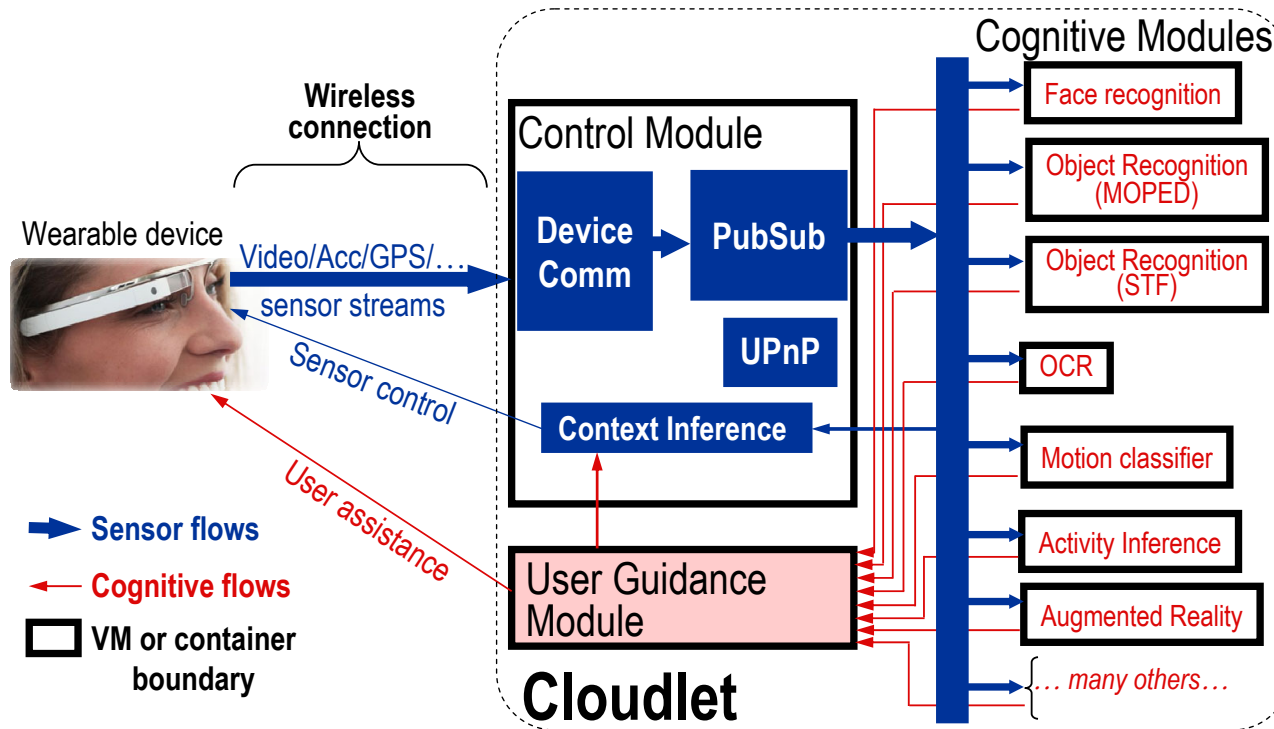 Cognitive Modules
Wireless
connection
Control Module
Face recognition
Object Recognition
(MOPED)
Wearable device
Device
Comm
PubSub
Video/Acc/GPS/…
sensor streams
Object Recognition
(STF)
UPnP
OCR
Sensor control
Context Inference
Motion classifier
User assistance
Sensor flows
Cognitive flows
VM or container
boundary
User Guidance
Module
Activity Inference
Augmented Reality
… many others…
Cloudlet